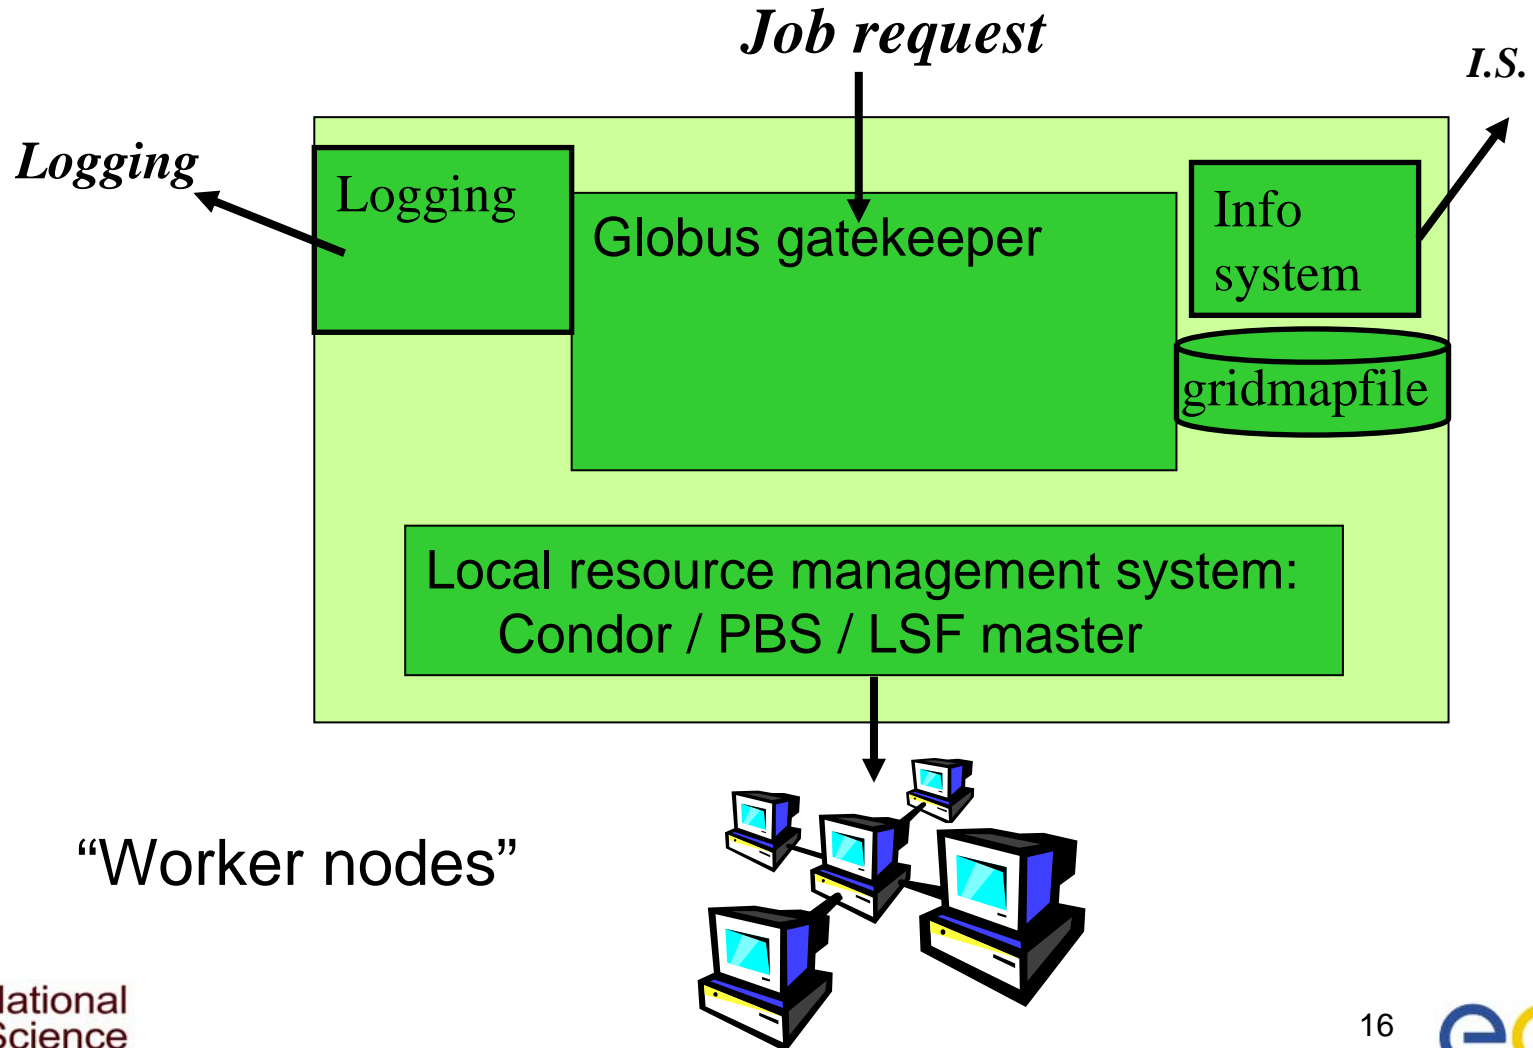 Job request
I.S.
Logging
Logging
Globus gatekeeper
Info
system
gridmapfile
Local resource management system:
Condor / PBS / LSF master
“Worker nodes”
Science
16